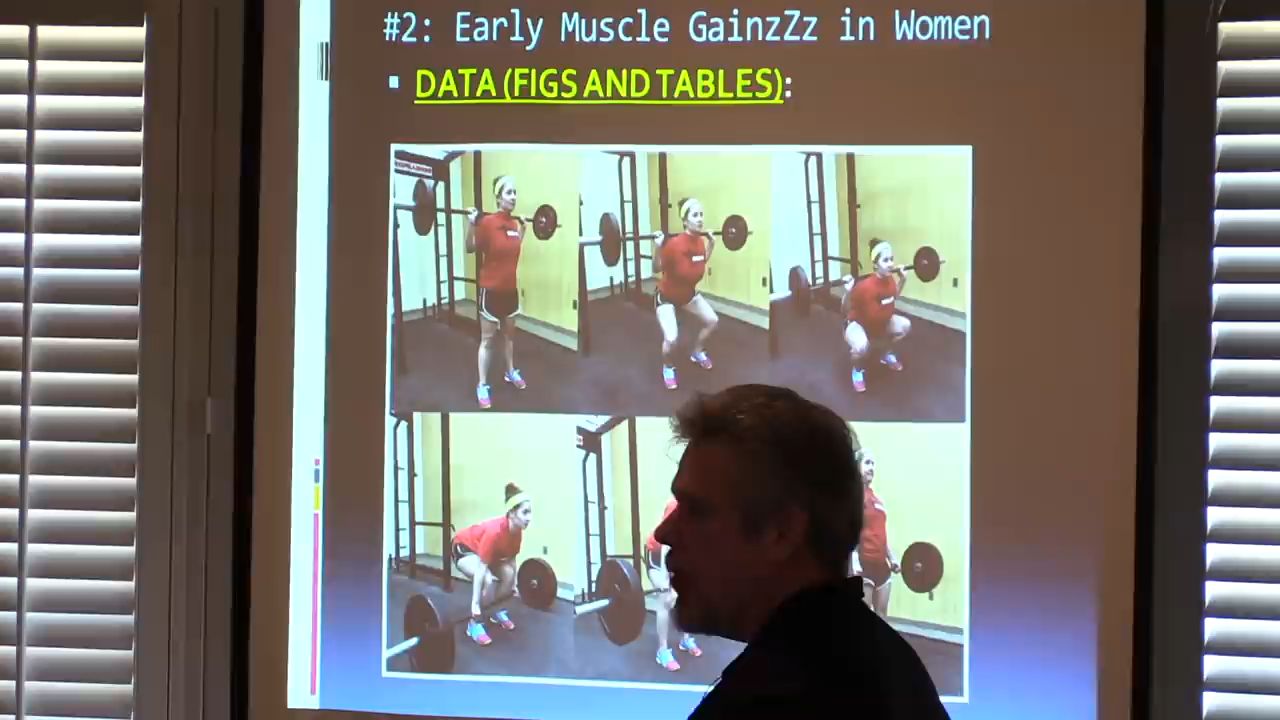 #2: Early Muscle GainzZz in Women
▪ DATA (FIGS AND TABLES):